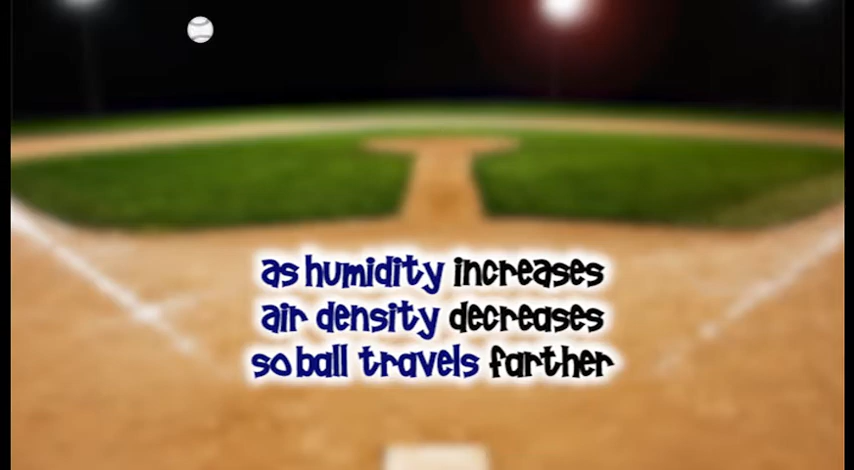 as humidity increases
air density decreases
so ball travels farther